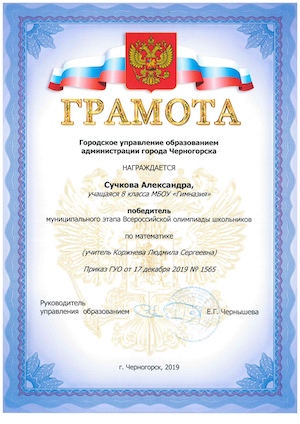 ГРАМОТА
Городское управление образованием
администрации города Черногорска
НАГРАЖДАЕТСЯ
Сучкова Александра,
учащаяся 8 класса МБОУ «Гимназия»
победитель
муниципального этапа Всероссийской олимпиады школьников
по математике
(учитель Коржнева Людмила Сергеевна)
Приказ ГУО от 17 декабря 2019 № 1565
Руководитель
управления образованием Е.Г. Чернышева
г. Черногорск, 2019